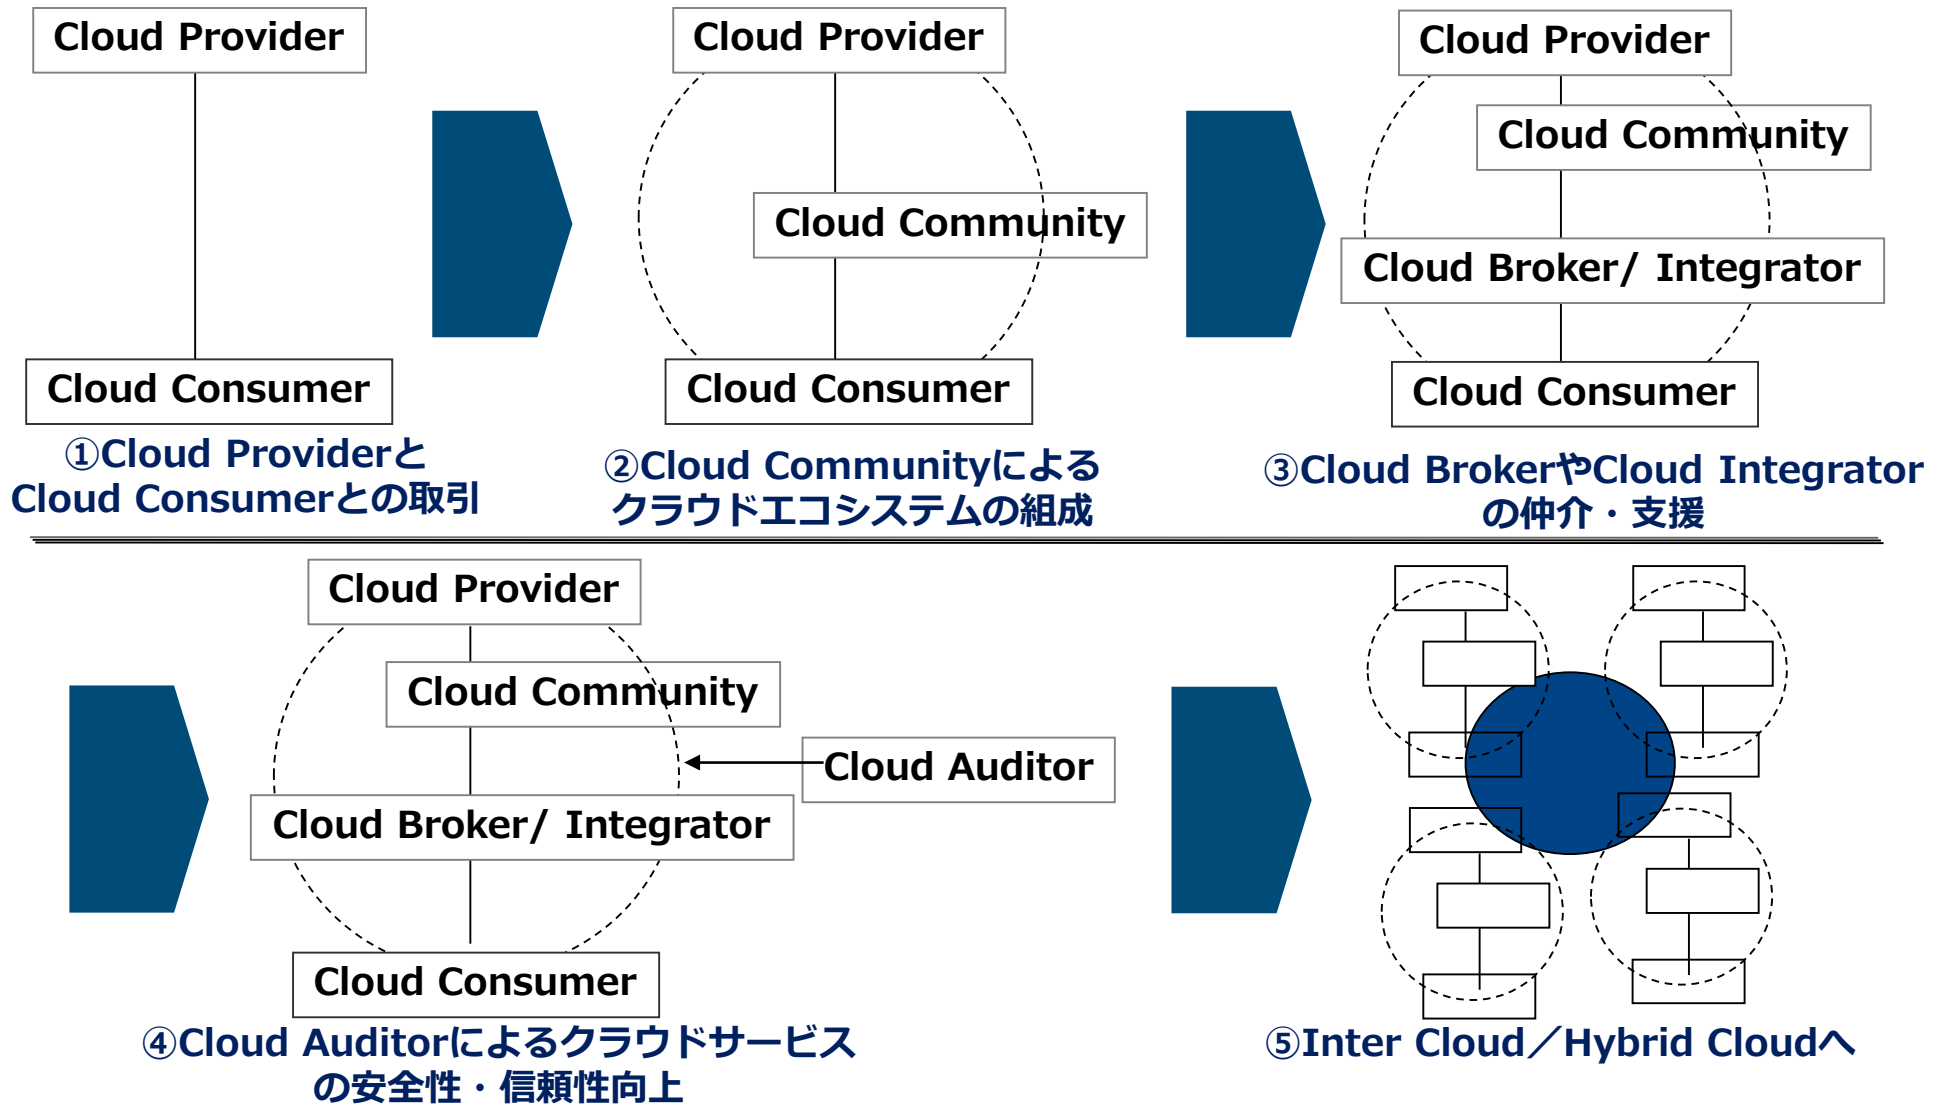 Cloud Provider
Cloud Consumer
①Cloud Providerと
Cloud Consumerとの取引
Cloud Provider
Cloud Community
Cloud Consumer
②Cloud Communityによる
クラウドエコシステムの組成
Cloud Provider
Cloud Community
Cloud Broker/ Integrator
Cloud Consumer
③Cloud BrokerやCloud Integrator
の仲介・支援
Cloud Provider
Cloud Community
Cloud Auditor
Cloud Broker/ Integrator
Cloud Consumer
④Cloud Auditorによるクラウドサービス
の安全性・信頼性向上
⑤Inter Cloud／Hybrid Cloudへ